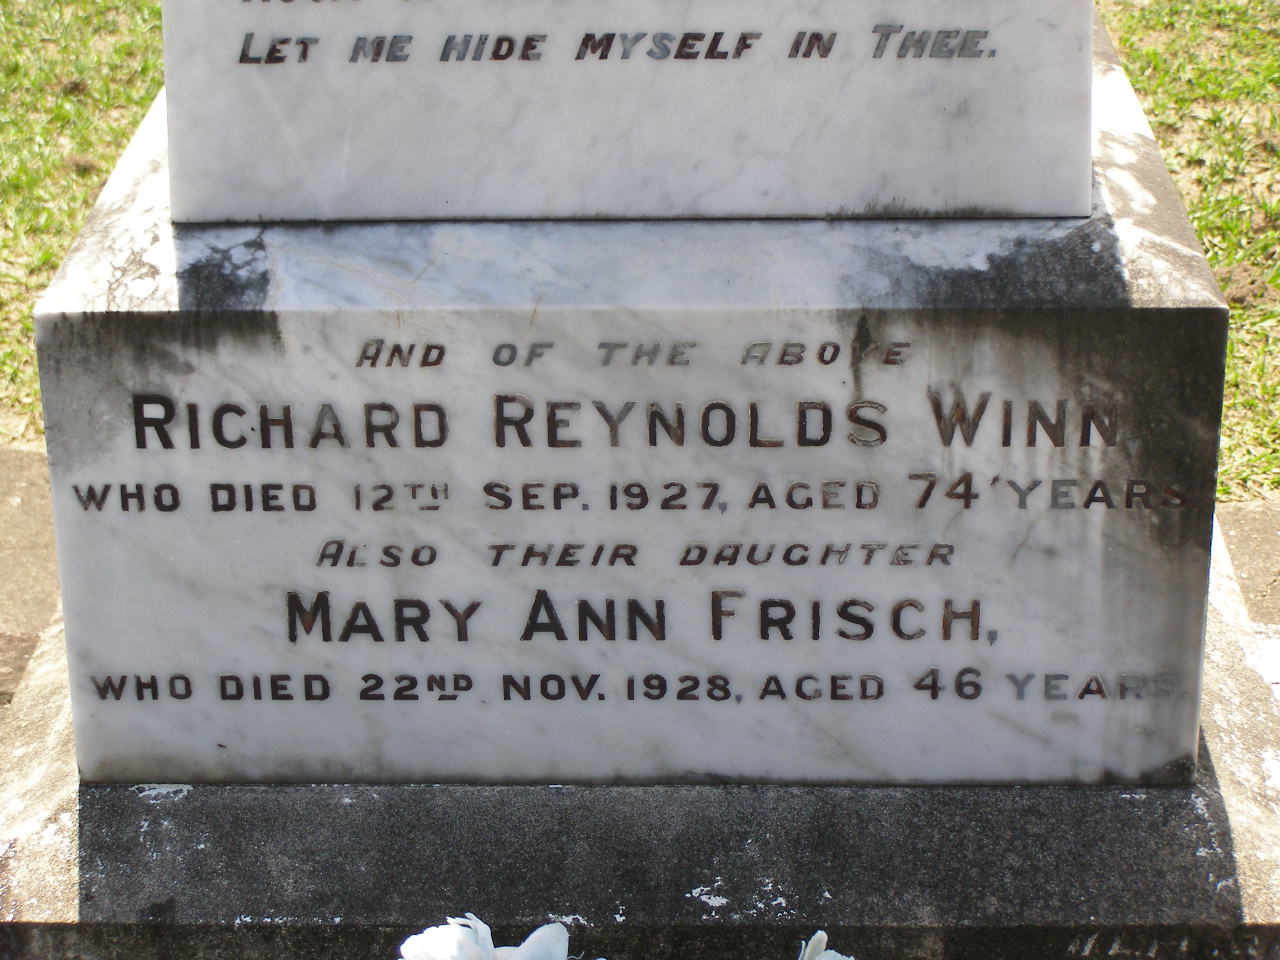 LET ME HIDE MYSELF IN THEE.
AND OF THE ABOVE
RICHARD REYNOLDS WINN
WHO DIED 12TH SEP. 1927, AGED 74 YEARS
ALSO THEIR DAUGHTER
MARY ANN FRISCH,
WHO DIED 22ND NOV. 1928, AGED 46 YEARS.